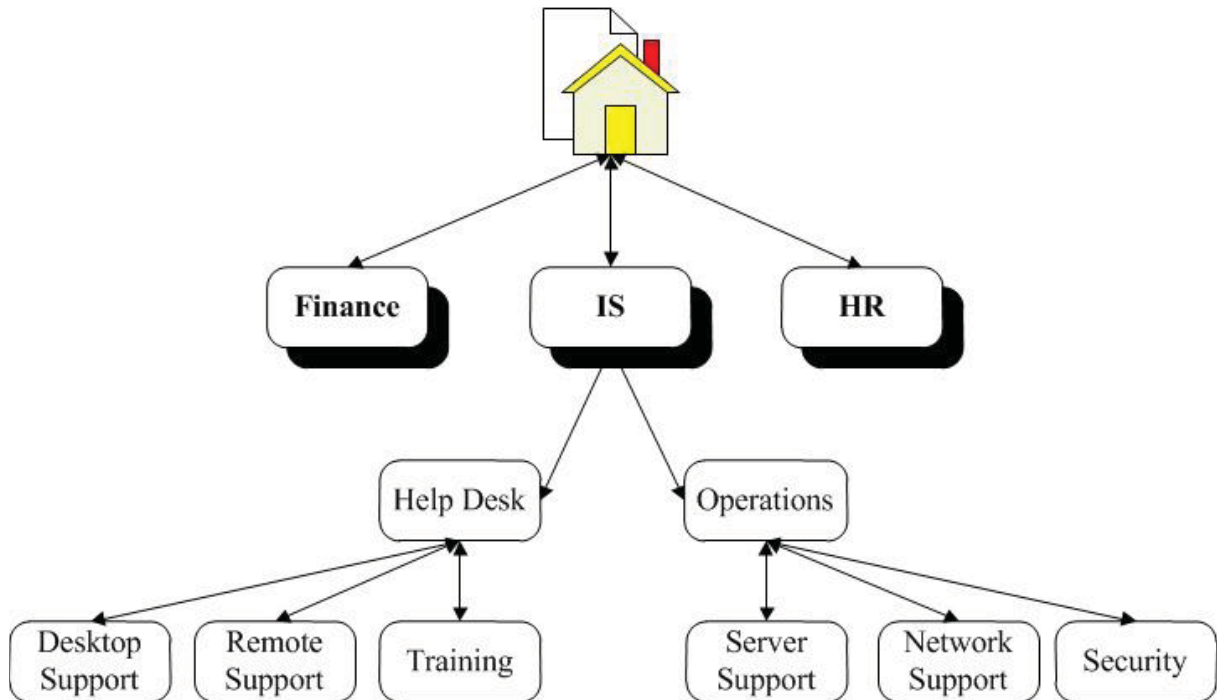 Finance
IS
HR
Help Desk
Operations
Desktop
Support
Remote
Support
Training
Server
Support
Network
Support
Security